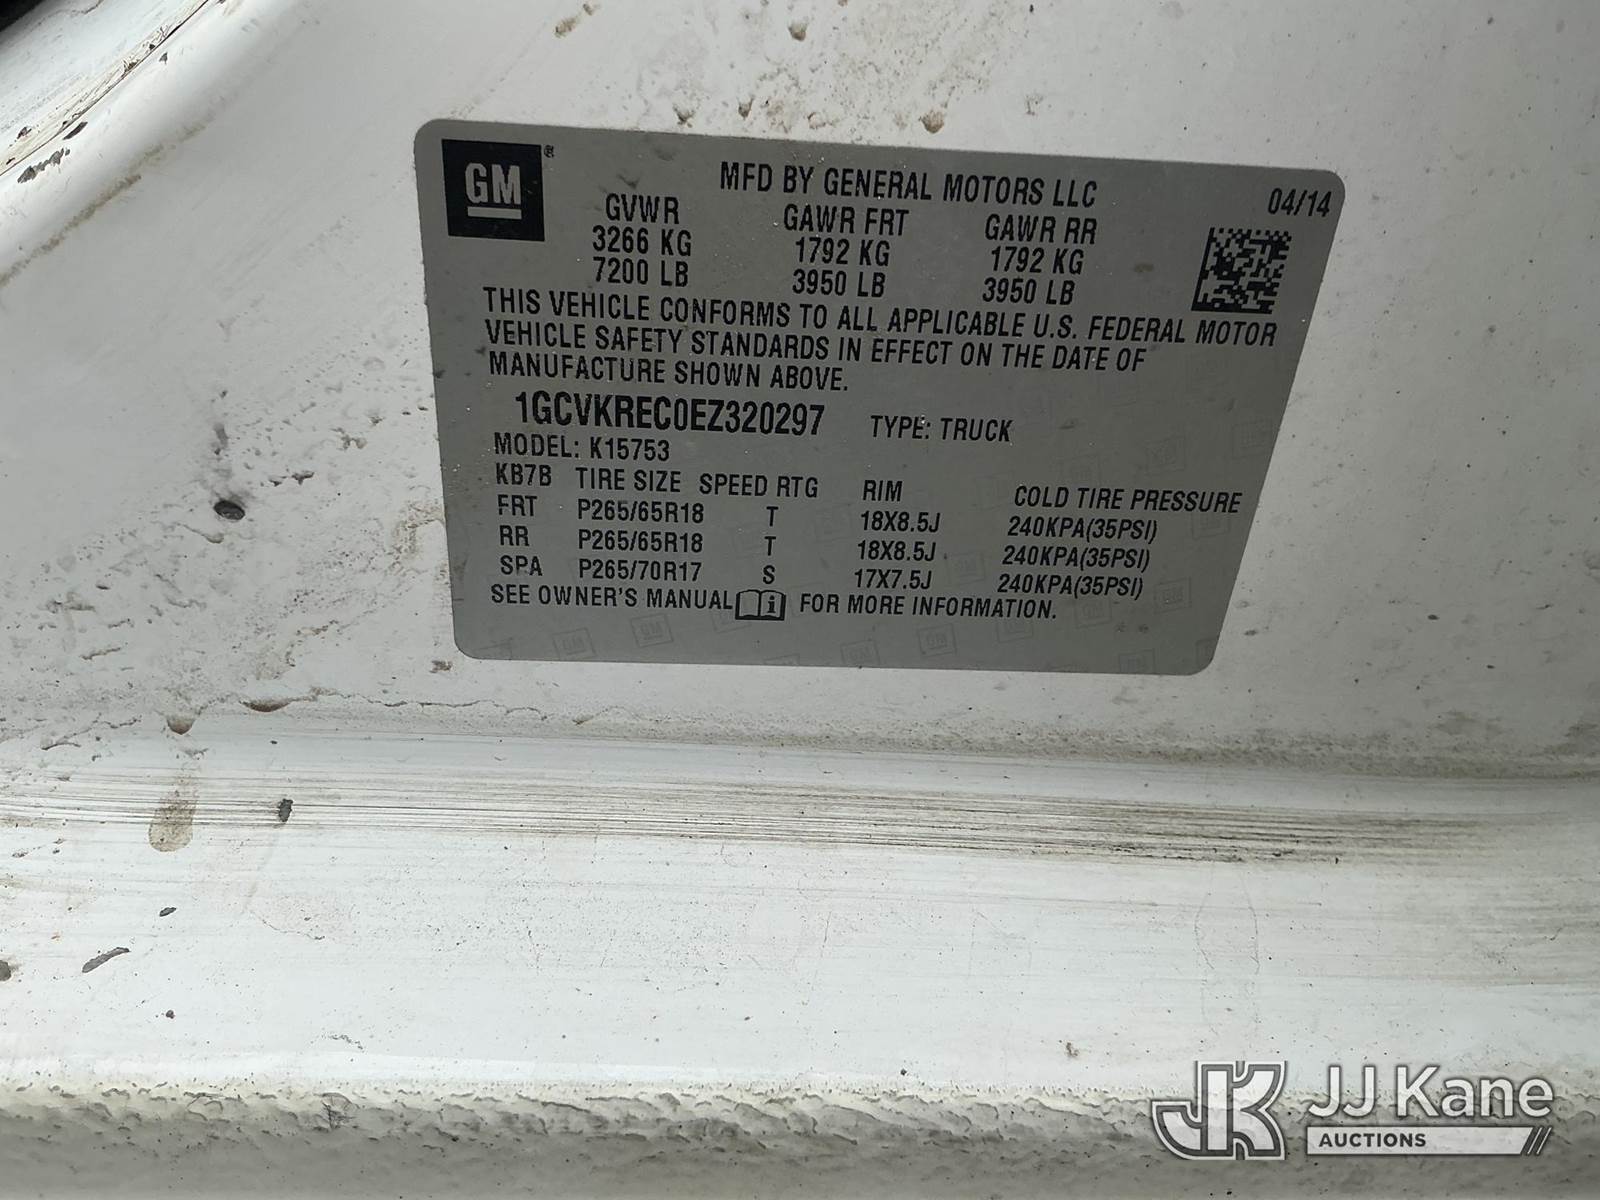 GM®
MFD BY GENERAL MOTORS LLC 04/14
GVWR GAWR FRT GAWR RR
3266 KG 1792 KG 1792 KG
7200 LB 3950 LB 3950 LB
THIS VEHICLE CONFORMS TO ALL APPLICABLE U.S. FEDERAL MOTOR
VEHICLE SAFETY STANDARDS IN EFFECT ON THE DATE OF
MANUFACTURE SHOWN ABOVE.
1GCVKREC0EZ320297 TYPE: TRUCK
MODEL: K15753
KB7B TIRE SIZE SPEED RTG RIM COLD TIRE PRESSURE
FRT P265/65R18 T 18X8.5J 240KPA(35PSI)
RR P265/65R18 T 18X8.5J 240KPA(35PSI)
SPA P265/70R17 S 17X7.5J 240KPA(35PSI)
SEE OWNER'S MANUAL FOR MORE INFORMATION.
JK JJ Kane
AUCTIONS